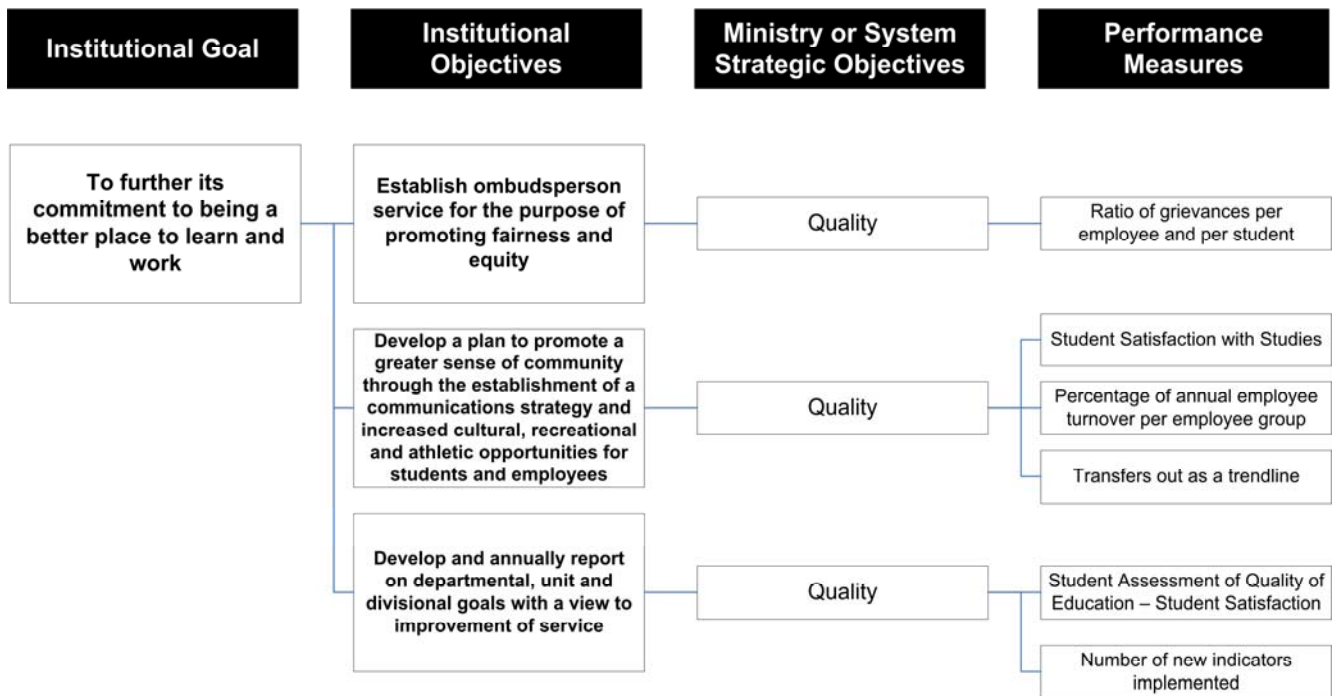 Institutional Goal
Institutional
Objectives
Ministry or System
Strategic Objectives
Performance
Measures
To further its
commitment to being a
better place to learn and
work
Establish ombudsperson
service for the purpose of
promoting fairness and
equity
Quality
Ratio of grievances per
employee and per student
Develop a plan to promote a
greater sense of community
through the establishment of a
communications strategy and
increased cultural, recreational
and athletic opportunities for
students and employees
Quality
Student Satisfaction with Studies
Percentage of annual employee
turnover per employee group
Transfers out as a trendline
Develop and annually report
on departmental, unit and
divisional goals with a view to
improvement of service
Quality
Student Assessment of Quality of
Education – Student Satisfaction
Number of new indicators
implemented